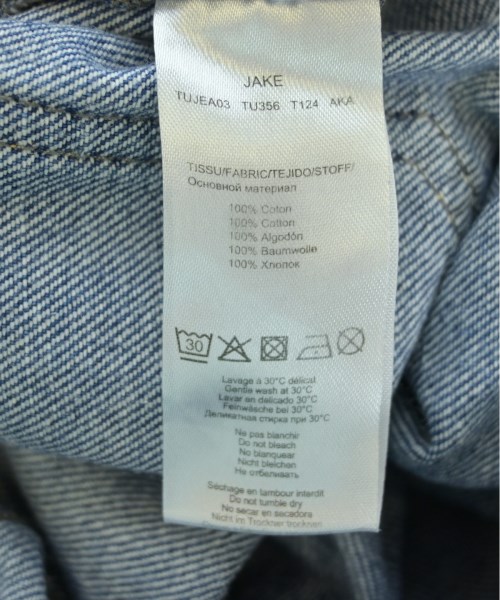 JAKE
TUJEA03 TU356 T124 AKA
TISSU/FABRIC/TEJIDO/STOFF/
Основной материал
100% Coton
100% Cotton
100% Algodón
100% Baumwolle
100% Хлопок
30
Lavage à 30°C délicat
Gentle wash at 30°C
Lavar en delicado 30°C
Feinwäsche bei 30°C
Деликатная стирка при 30°C
Ne pas blanchir
Do not bleach
No blanquear
Nicht bleichen
Не отбеливать
Séchage en tambour interdit
Do not tumble dry
No secar en secadora
Nicht im Trockner trocknen